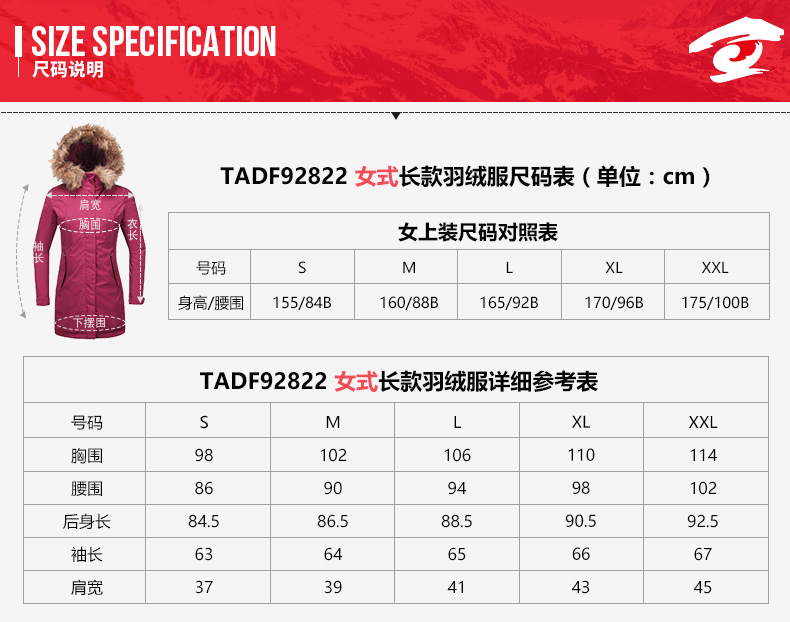 SIZE SPECIFICATION
尺码说明
TADF92822 女式长款羽绒服尺码表（单位：cm）
肩宽
胸围
衣长
袖长
下摆围
女上装尺码对照表
号码 S M L XL XXL
身高/腰围 155/84B 160/88B 165/92B 170/96B 175/100B
TADF92822 女式长款羽绒服详细参考表
号码 S M L XL XXL
胸围 98 102 106 110 114
腰围 86 90 94 98 102
后身长 84.5 86.5 88.5 90.5 92.5
袖长 63 64 65 66 67
肩宽 37 39 41 43 45